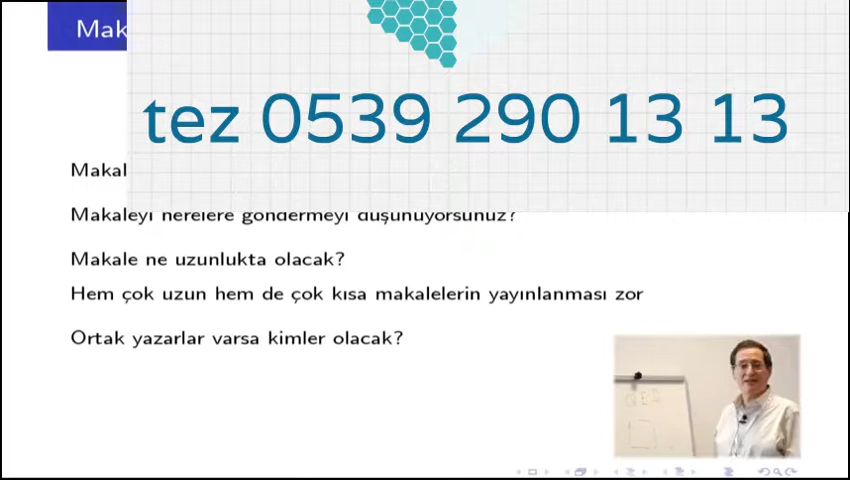 Mak
tez 0539 290 13 13
Makal
Makaleyi nerelere göndermeyi düşünüyorsunuz?
Makale ne uzunlukta olacak?
Hem çok uzun hem de çok kısa makalelerin yayınlanması zor
Ortak yazarlar varsa kimler olacak?
QED